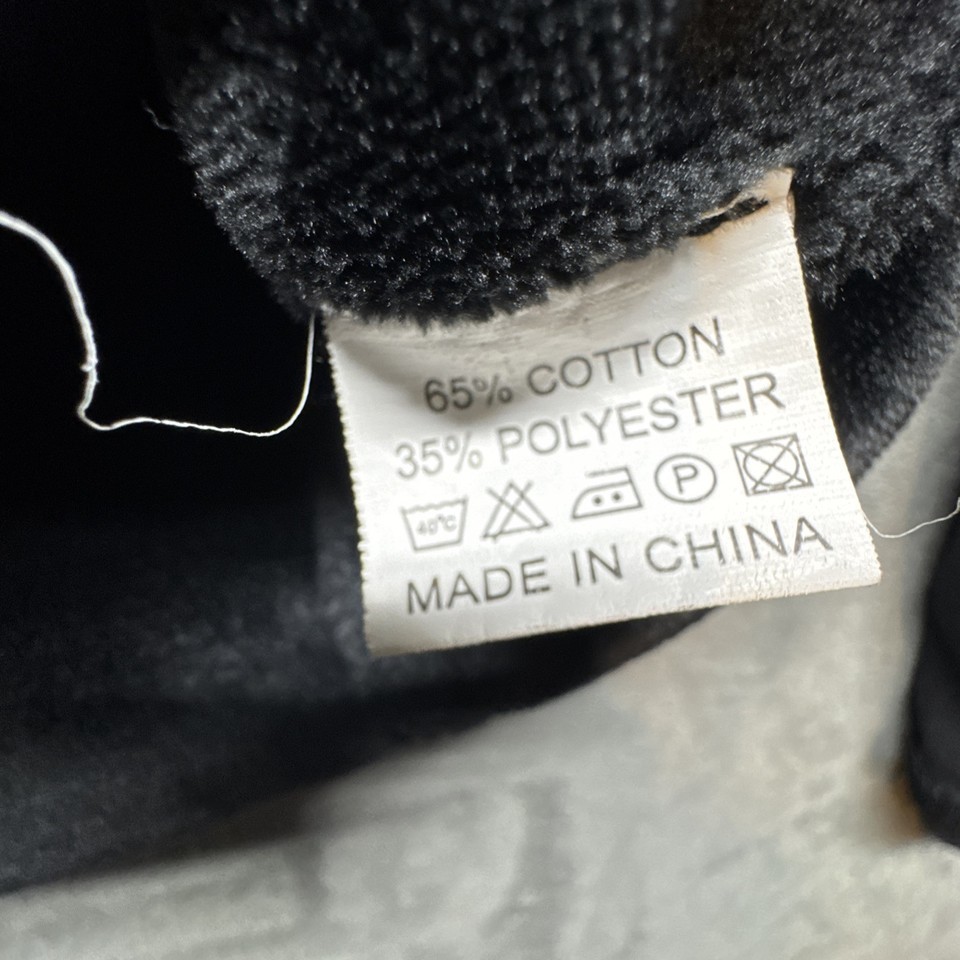 65% COTTON
35% POLYESTER
40°C P
MADE IN CHINA